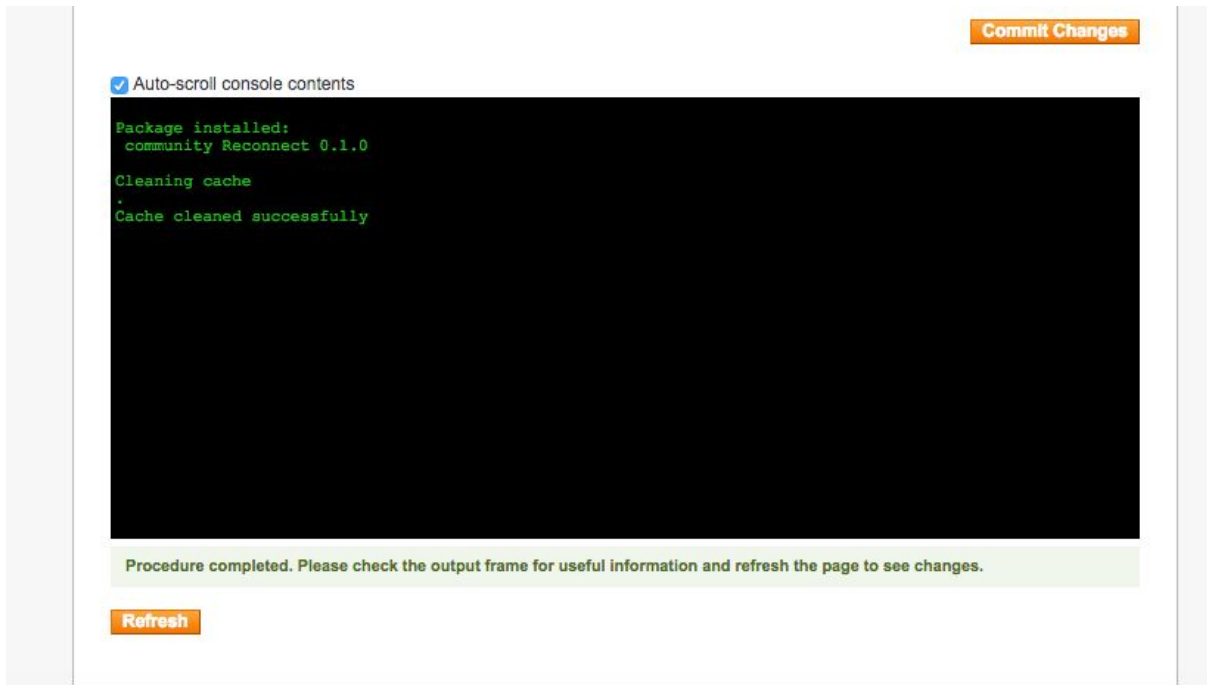 Commit Changes
Auto-scroll console contents
Package installed:
community Reconnect 0.1.0
Cleaning cache
.
Cache cleaned successfully
Procedure completed. Please check the output frame for useful information and refresh the page to see changes.
Refresh